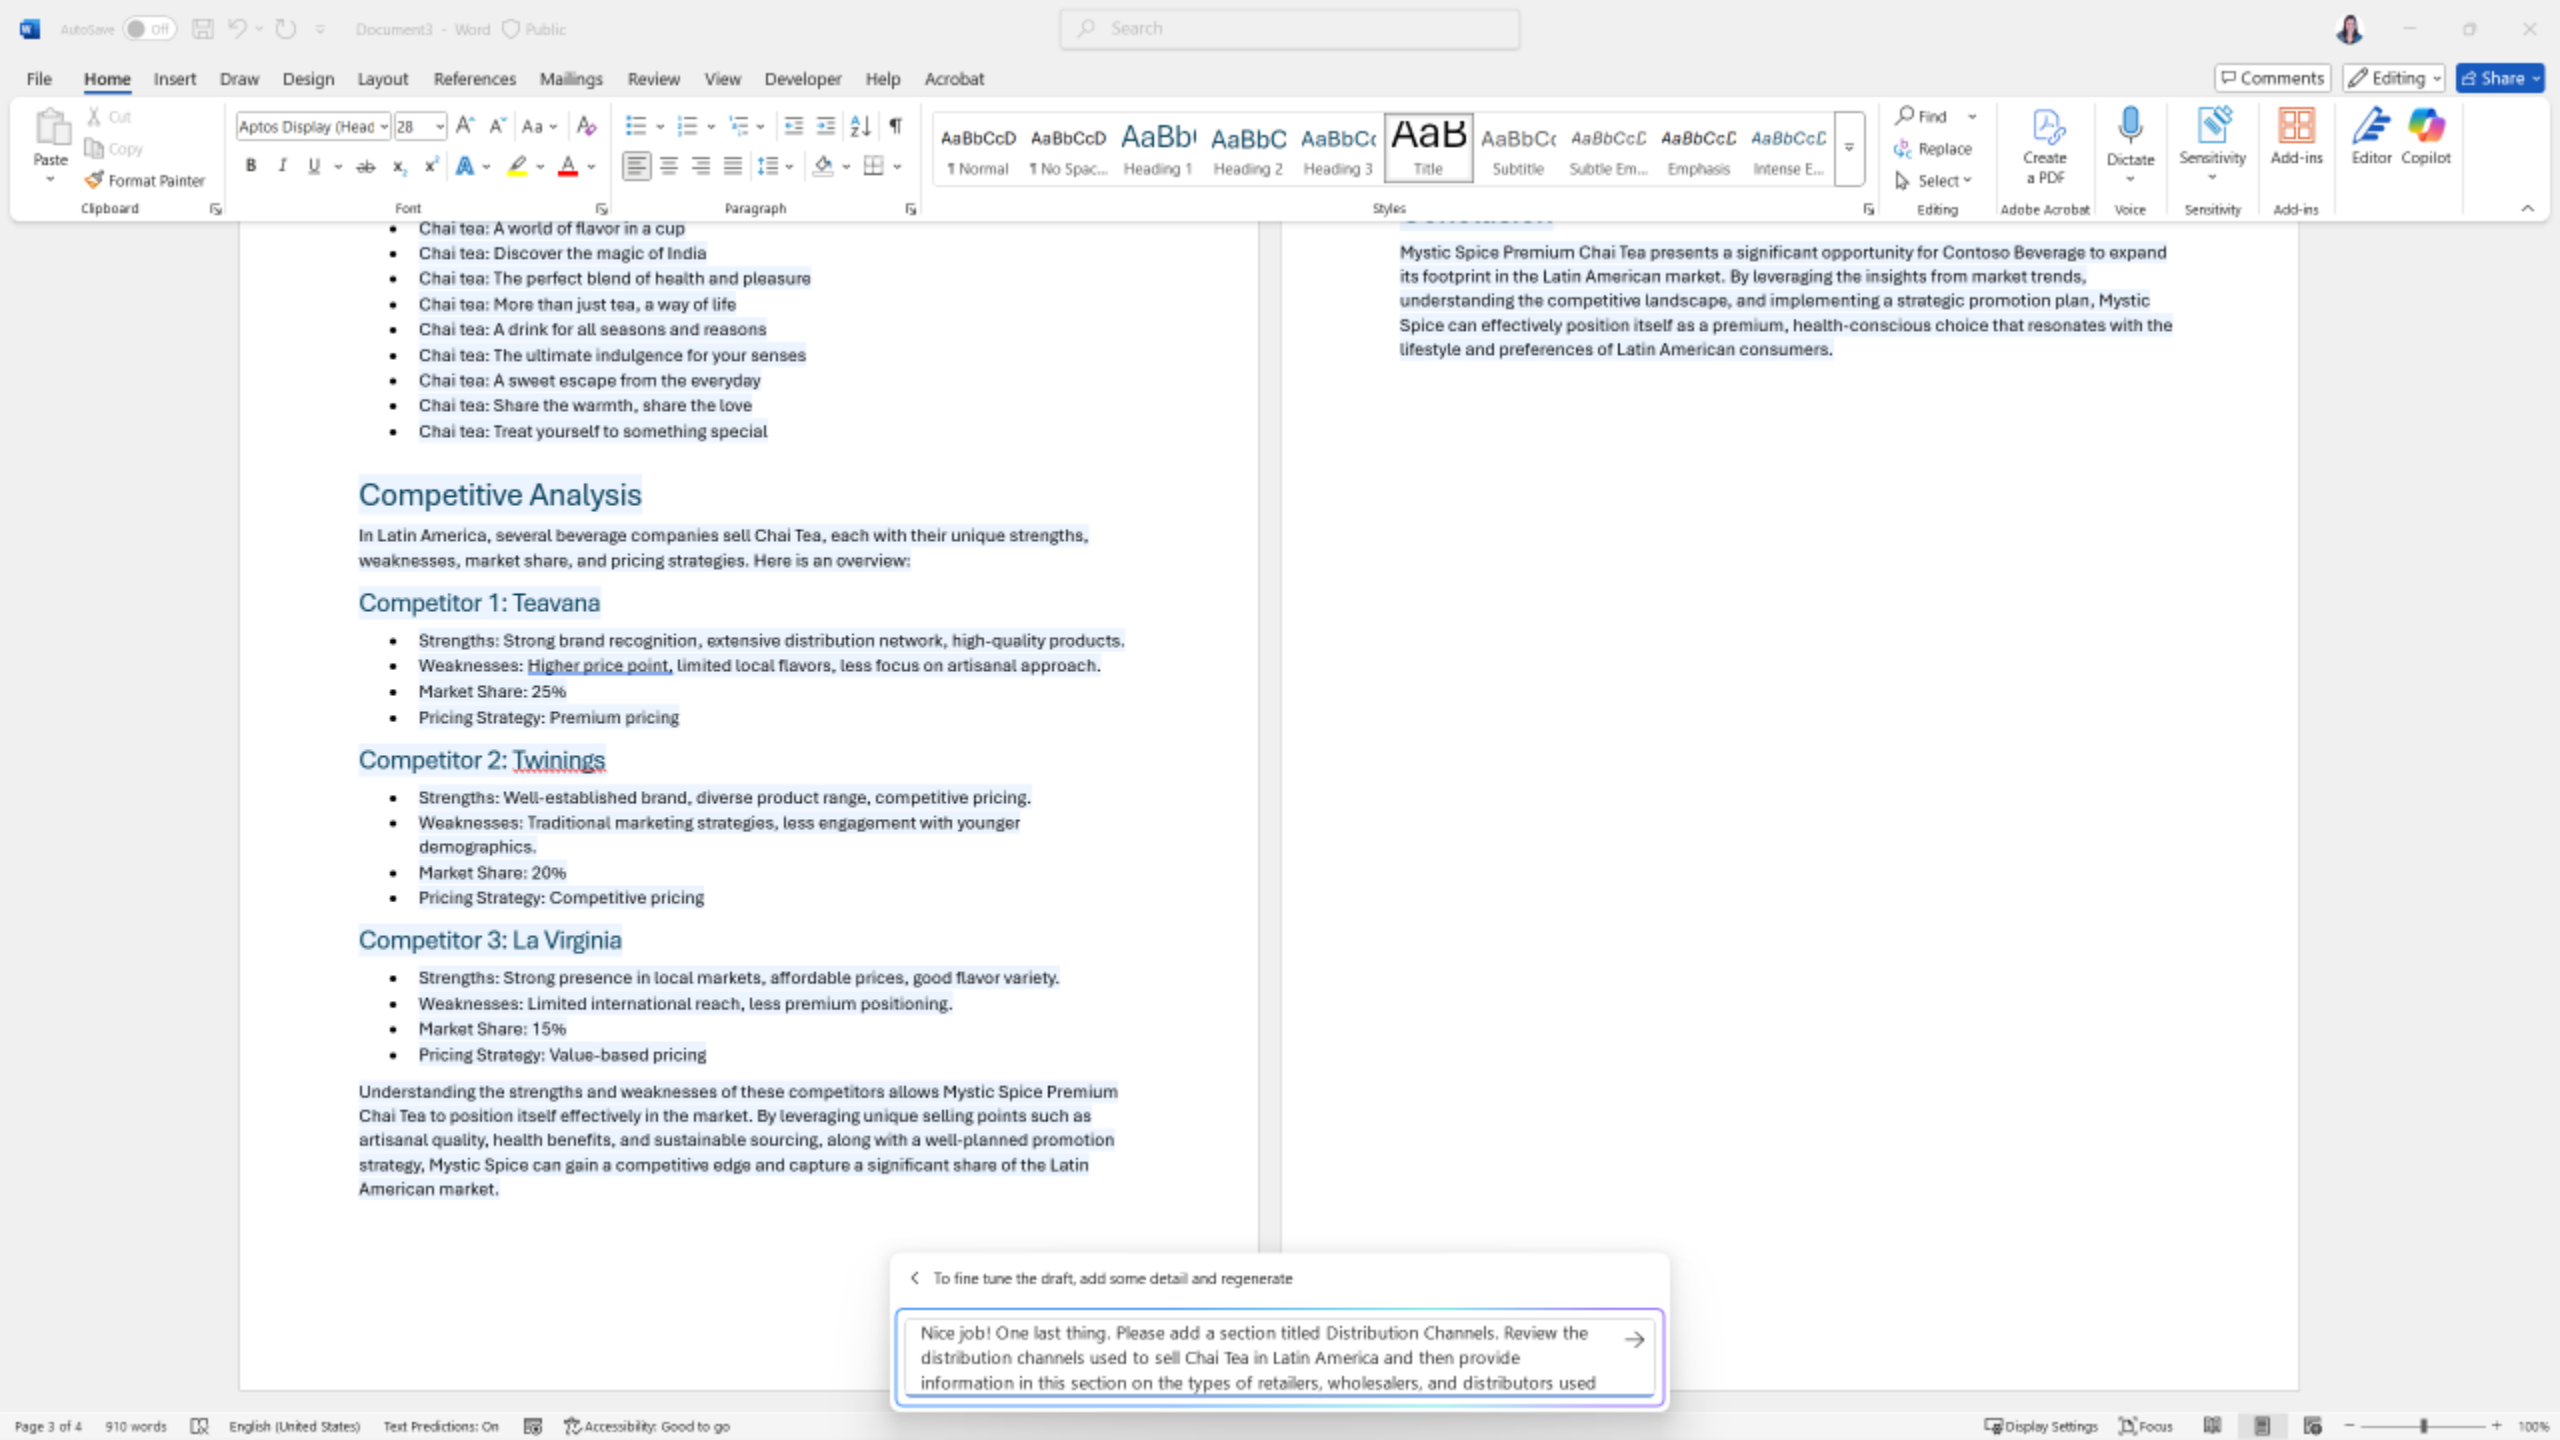 AutoSave Off Document3 - Word Public Search
File Home Insert Draw Design Layout References Mailings Review View Developer Help Acrobat Comments Editing Share
Paste
Cut
Copy
Format Painter
Clipboard
Aptos Display (Head 28
Aa
B I U ab x₂ x² A A
Font
Paragraph
AaBbCcD AaBbCcD AaBb( AaBbC AaBbCc AaB AaBbCc AaBbCcD AaBbCcD AaBbCcD
¶ Normal ¶ No Spac... Heading 1 Heading 2 Heading 3 Title Subtitle Subtle Em... Emphasis Intense E...
Styles
Find
Replace
Select
Editing
Create
a PDF
Adobe Acrobat
Dictate
Voice
Sensitivity
Sensitivity
Add-ins
Add-ins
Editor Copilot
• Chai tea: A world of flavor in a cup
• Chai tea: Discover the magic of India
• Chai tea: The perfect blend of health and pleasure
• Chai tea: More than just tea, a way of life
• Chai tea: A drink for all seasons and reasons
• Chai tea: The ultimate indulgence for your senses
• Chai tea: A sweet escape from the everyday
• Chai tea: Share the warmth, share the love
• Chai tea: Treat yourself to something special
Competitive Analysis
In Latin America, several beverage companies sell Chai Tea, each with their unique strengths,
weaknesses, market share, and pricing strategies. Here is an overview:
Competitor 1: Teavana
• Strengths: Strong brand recognition, extensive distribution network, high-quality products.
• Weaknesses: Higher price point, limited local flavors, less focus on artisanal approach.
• Market Share: 25%
• Pricing Strategy: Premium pricing
Competitor 2: Twinings
• Strengths: Well-established brand, diverse product range, competitive pricing.
• Weaknesses: Traditional marketing strategies, less engagement with younger
demographics.
• Market Share: 20%
• Pricing Strategy: Competitive pricing
Competitor 3: La Virginia
• Strengths: Strong presence in local markets, affordable prices, good flavor variety.
• Weaknesses: Limited international reach, less premium positioning.
• Market Share: 15%
• Pricing Strategy: Value-based pricing
Understanding the strengths and weaknesses of these competitors allows Mystic Spice Premium
Chai Tea to position itself effectively in the market. By leveraging unique selling points such as
artisanal quality, health benefits, and sustainable sourcing, along with a well-planned promotion
strategy, Mystic Spice can gain a competitive edge and capture a significant share of the Latin
American market.
Mystic Spice Premium Chai Tea presents a significant opportunity for Contoso Beverage to expand
its footprint in the Latin American market. By leveraging the insights from market trends,
understanding the competitive landscape, and implementing a strategic promotion plan, Mystic
Spice can effectively position itself as a premium, health-conscious choice that resonates with the
lifestyle and preferences of Latin American consumers.
To fine tune the draft, add some detail and regenerate
Nice job! One last thing. Please add a section titled Distribution Channels. Review the
distribution channels used to sell Chai Tea in Latin America and then provide
information in this section on the types of retailers, wholesalers, and distributors used
Page 3 of 4 910 words English (United States) Text Predictions: On Accessibility: Good to go Display Settings Focus 100%